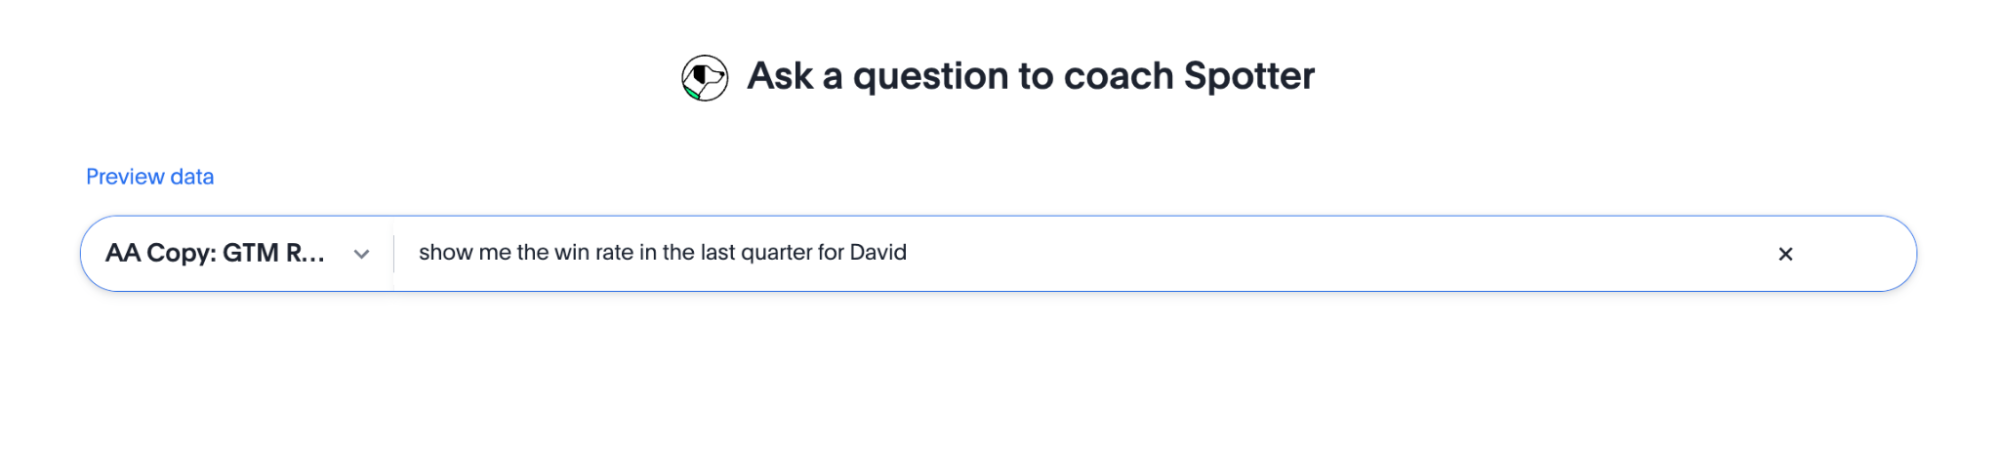 Ask a question to coach Spotter
Preview data
AA Copy: GTM R... show me the win rate in the last quarter for David